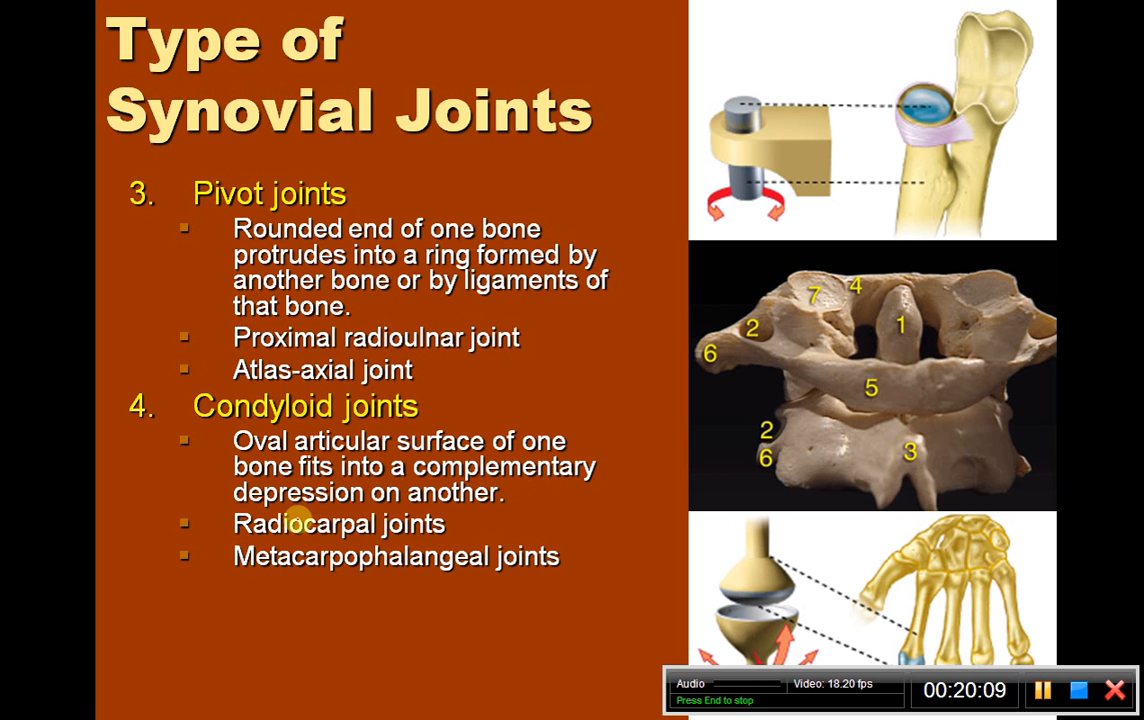 Type of
Synovial Joints
3. Pivot joints
Rounded end of one bone
protrudes into a ring formed by
another bone or by ligaments of
that bone.
Proximal radioulnar joint
Atlas-axial joint
4. Condyloid joints
Oval articular surface of one
bone fits into a complementary
depression on another.
Radiocarpal joints
Metacarpophalangeal joints
7 4
1
2
6
5
2
6
3
Audio
Video: 18.20 fps
Press End to stop
00:20:09